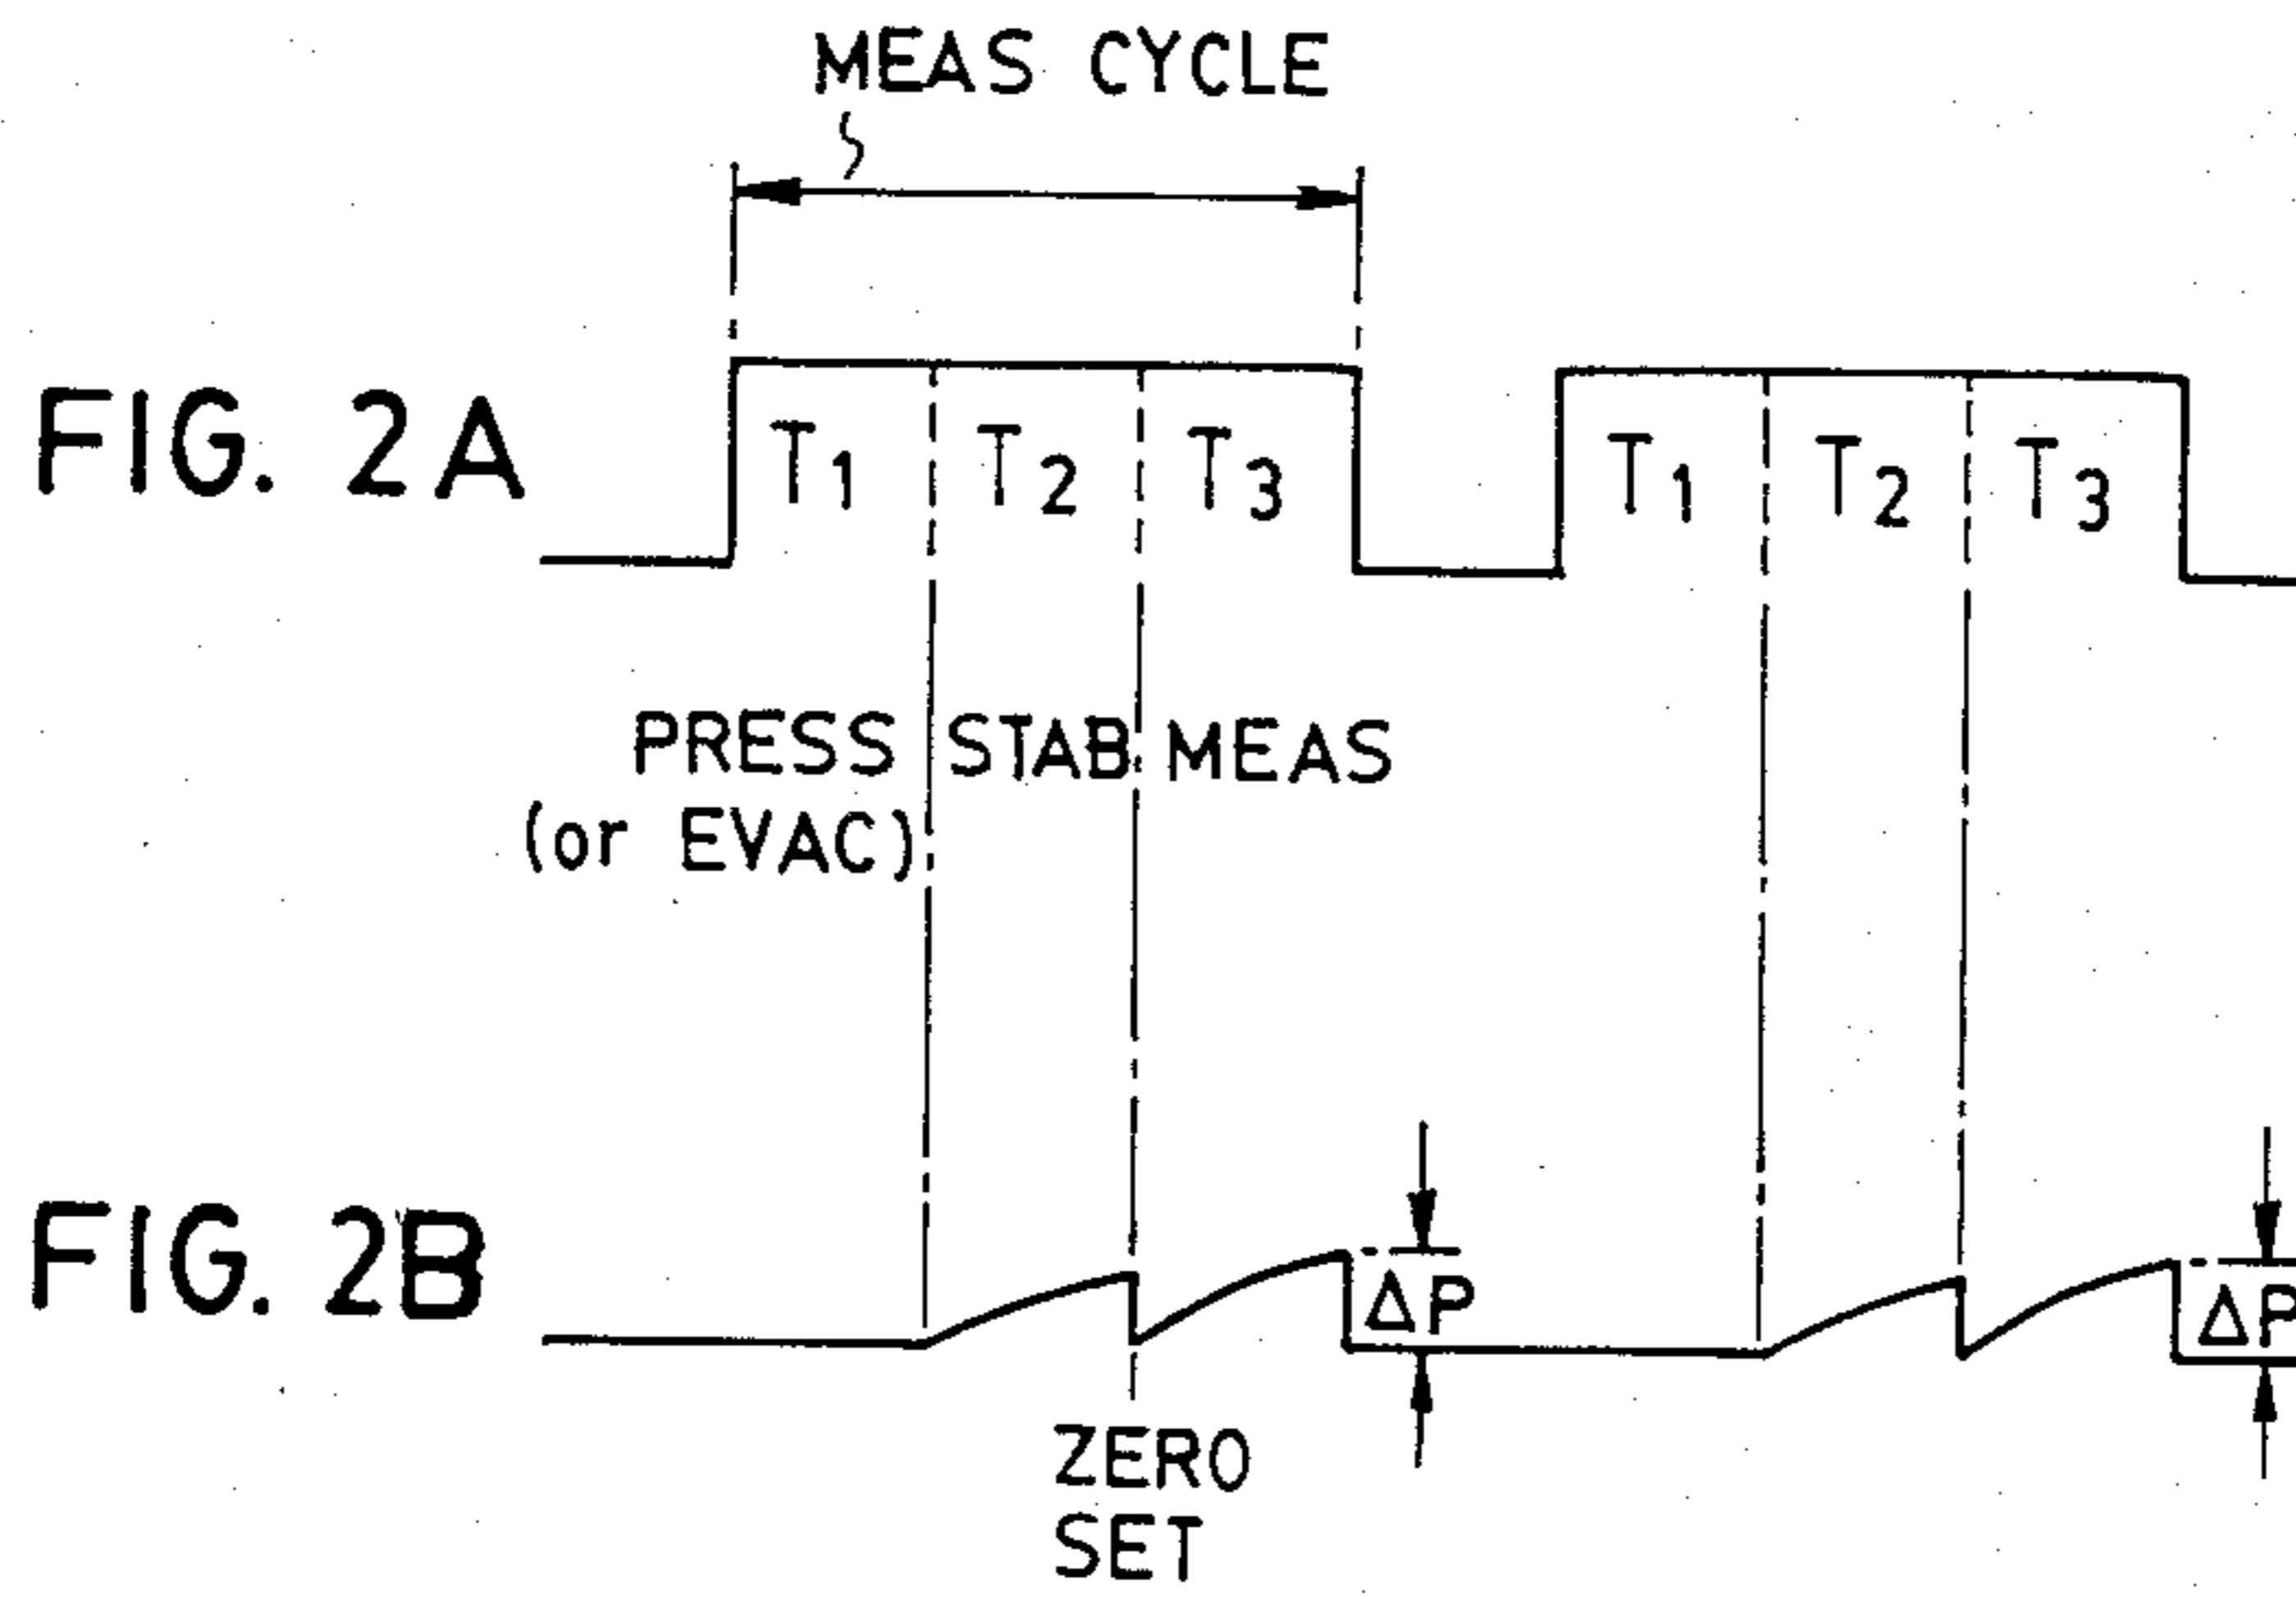 MEAS CYCLE
FIG. 2A
T1 T2 T3 T1 T2 T3
PRESS STAB MEAS
(or EVAC)
FIG. 2B
ΔP ΔP
ZERO
SET